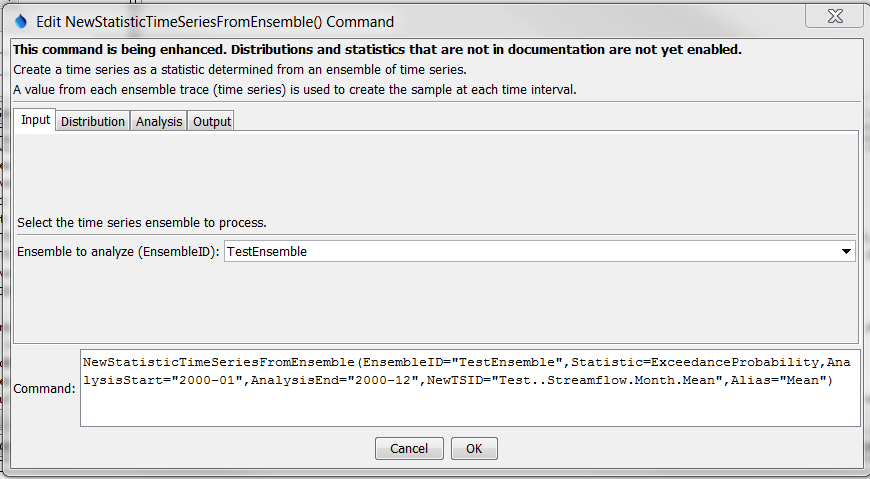 Edit NewStatisticTimeSeriesFromEnsemble() Command
This command is being enhanced. Distributions and statistics that are not in documentation are not yet enabled.
Create a time series as a statistic determined from an ensemble of time series.
A value from each ensemble trace (time series) is used to create the sample at each time interval.
Input Distribution Analysis Output
Select the time series ensemble to process.
Ensemble to analyze (EnsembleID): TestEnsemble
NewStatisticTimeSeriesFromEnsemble(EnsembleID="TestEnsemble",Statistic=ExceedanceProbability,Ana
lysisStart="2000-01",AnalysisEnd="2000-12",NewTSID="Test..Streamflow.Month.Mean",Alias="Mean")
Command:
Cancel OK